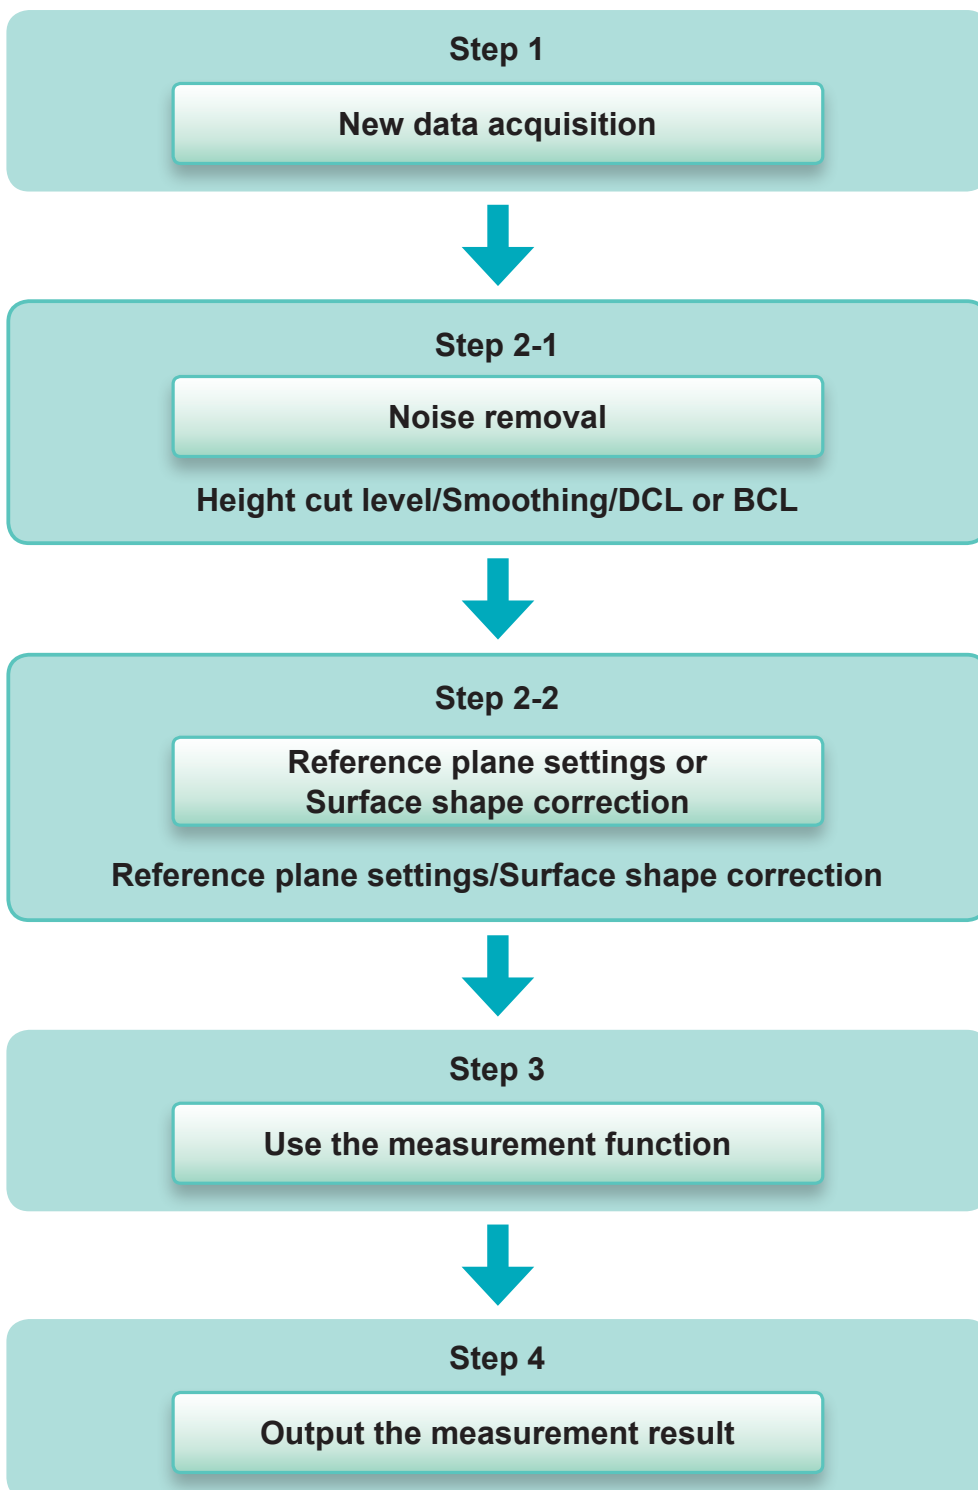 Step 1
New data acquisition
Step 2-1
Noise removal
Height cut level/Smoothing/DCL or BCL
Step 2-2
Reference plane settings or
Surface shape correction
Reference plane settings/Surface shape correction
Step 3
Use the measurement function
Step 4
Output the measurement result